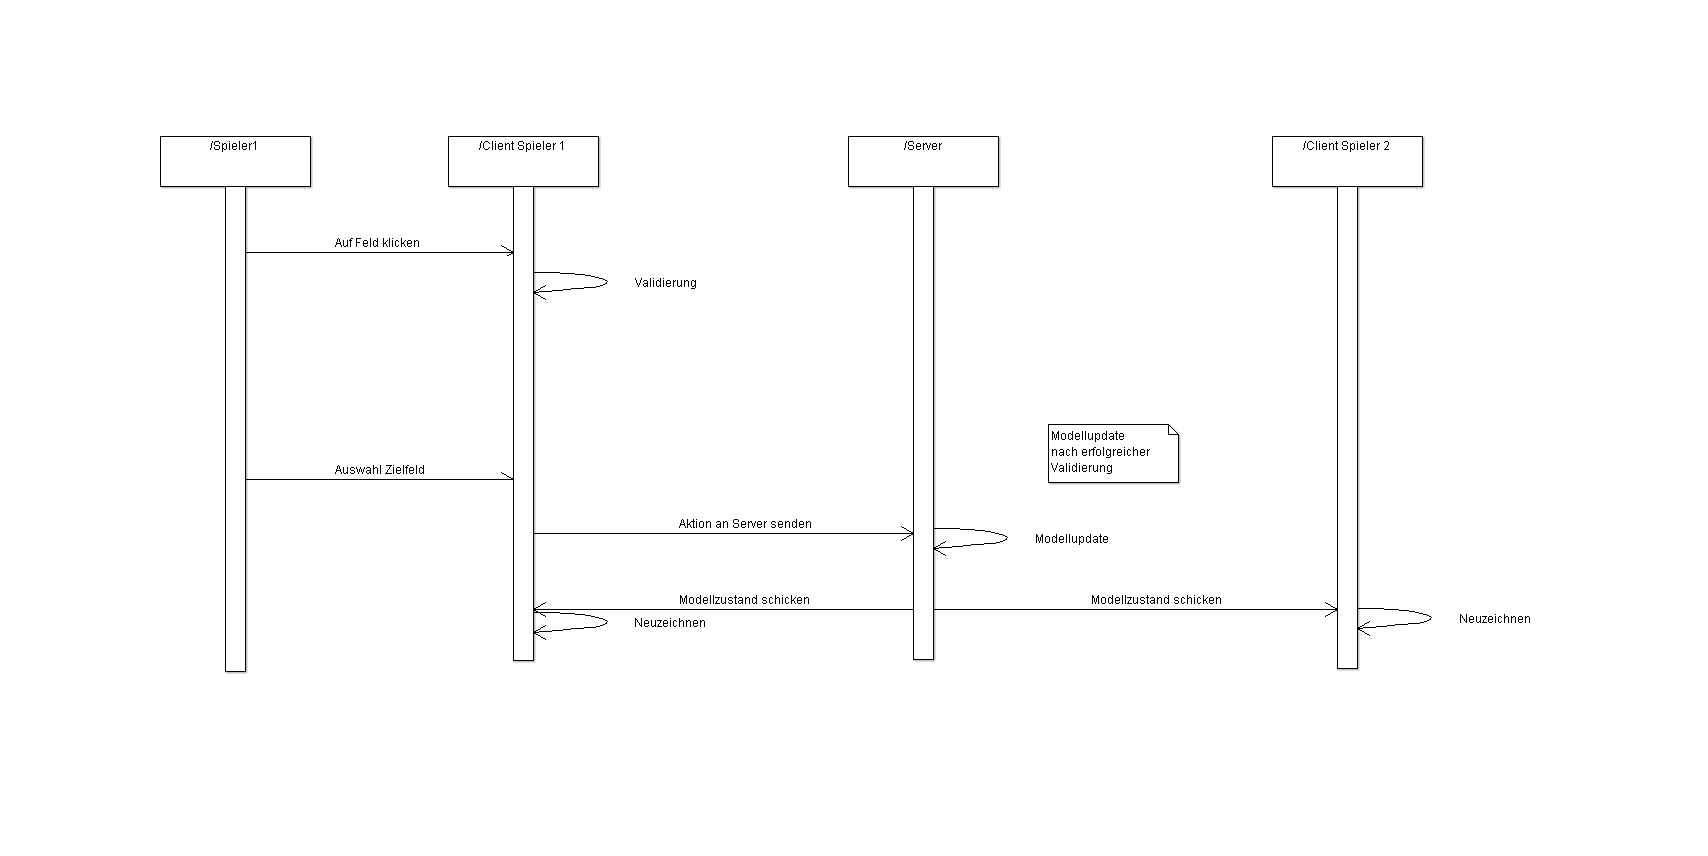 /Spieler1
/Client Spieler 1
/Server
/Client Spieler 2
Auf Feld klicken
Validierung
Modellupdate
nach erfolgreicher
Validierung
Auswahl Zielfeld
Aktion an Server senden
Modellupdate
Modellzustand schicken
Modellzustand schicken
Neuzeichnen
Neuzeichnen